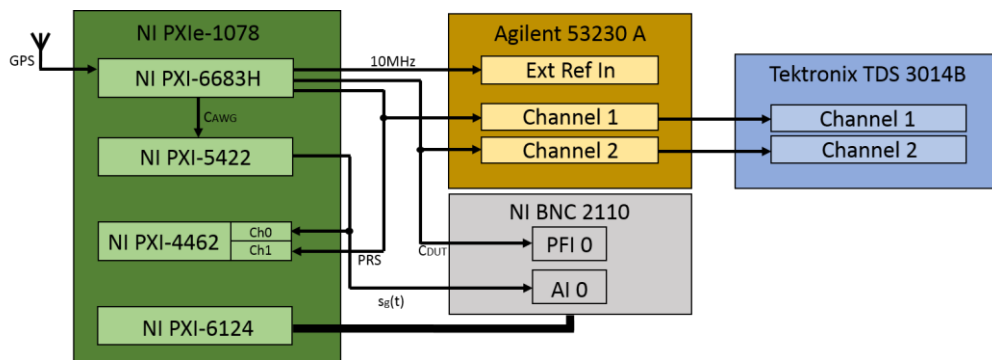 NI PXIe-1078
GPS
NI PXI-6683H
CAWG
NI PXI-5422
NI PXI-4462
Ch0
Ch1
NI PXI-6124
10MHz
PRS
CDUT
sg(t)
Agilent 53230 A
Ext Ref In
Channel 1
Channel 2
NI BNC 2110
PFI 0
AI 0
Tektronix TDS 3014B
Channel 1
Channel 2